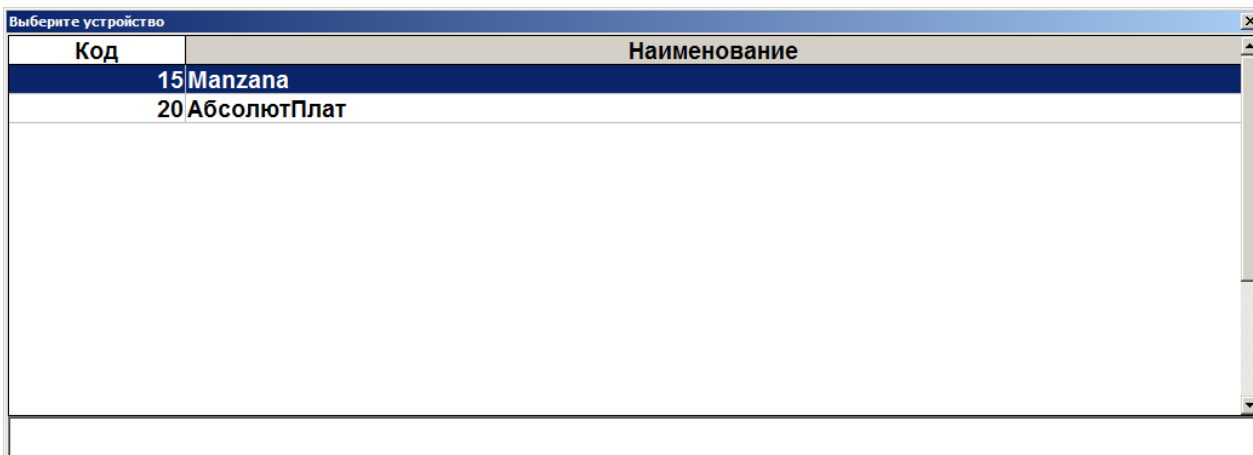 Выберите устройство
Код Наименование
15 Manzana
20 АбсолютПлат